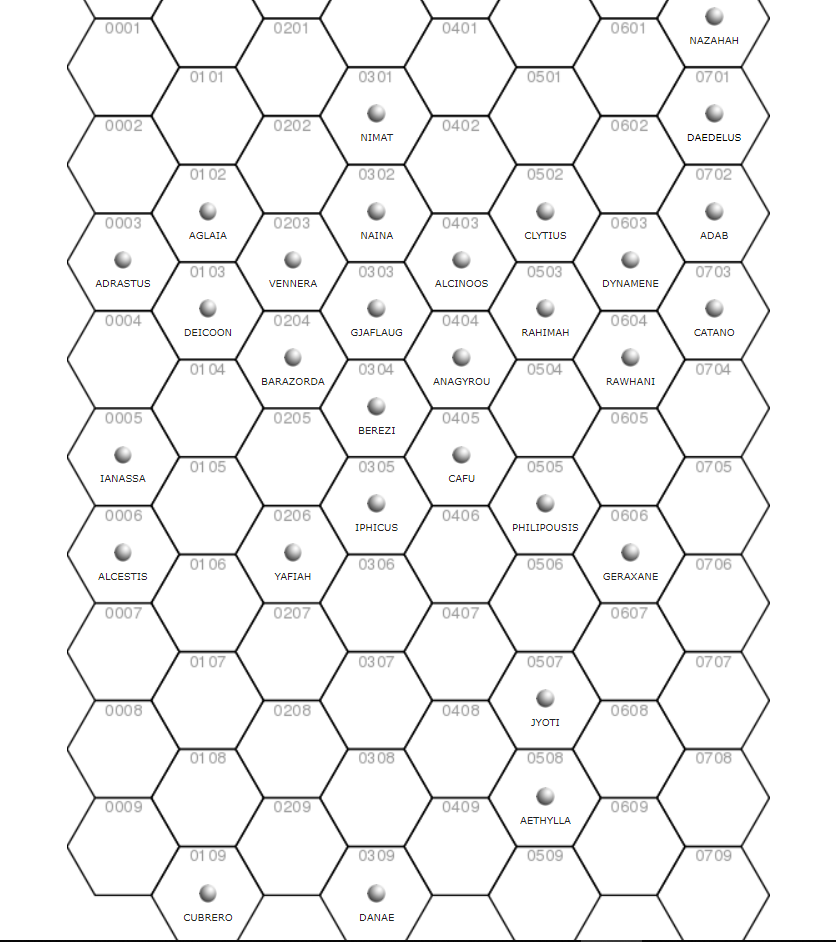 NAZAHAH
0001 0201 0401 0601
0101 0301 0501 0701
NIMAT DAEDELUS
0002 0202 0402 0602
0102 0302 0502 0702
AGLAIA NAINA CLYTIUS ADAB
0003 0203 0403 0603
0103 0303 0503 0703
ADRASTUS VENNERA ALCINOOS DYNAMENE
0004 0204 0404 0604
DEICOON GJAFLAUG RAHIMAH CATANO
0104 0304 0504 0704
BARAZORDA ANAGYROU RAWHANI
0005 0205 0405 0605
BEREZI
0105 0305 0505 0705
IANASSA CAFU
0006 0206 0406 0606
IPHICUS PHILIPOUSIS
0106 0306 0506 0706
ALCESTIS YAFIAH GERAXANE
0007 0207 0407 0607
0107 0307 0507 0707
0008 0208 0408 0608
JYOTI
0108 0308 0508 0708
0009 0209 0409 0609
AETHYLLA
0109 0309 0509 0709
CUBRERO DANAE